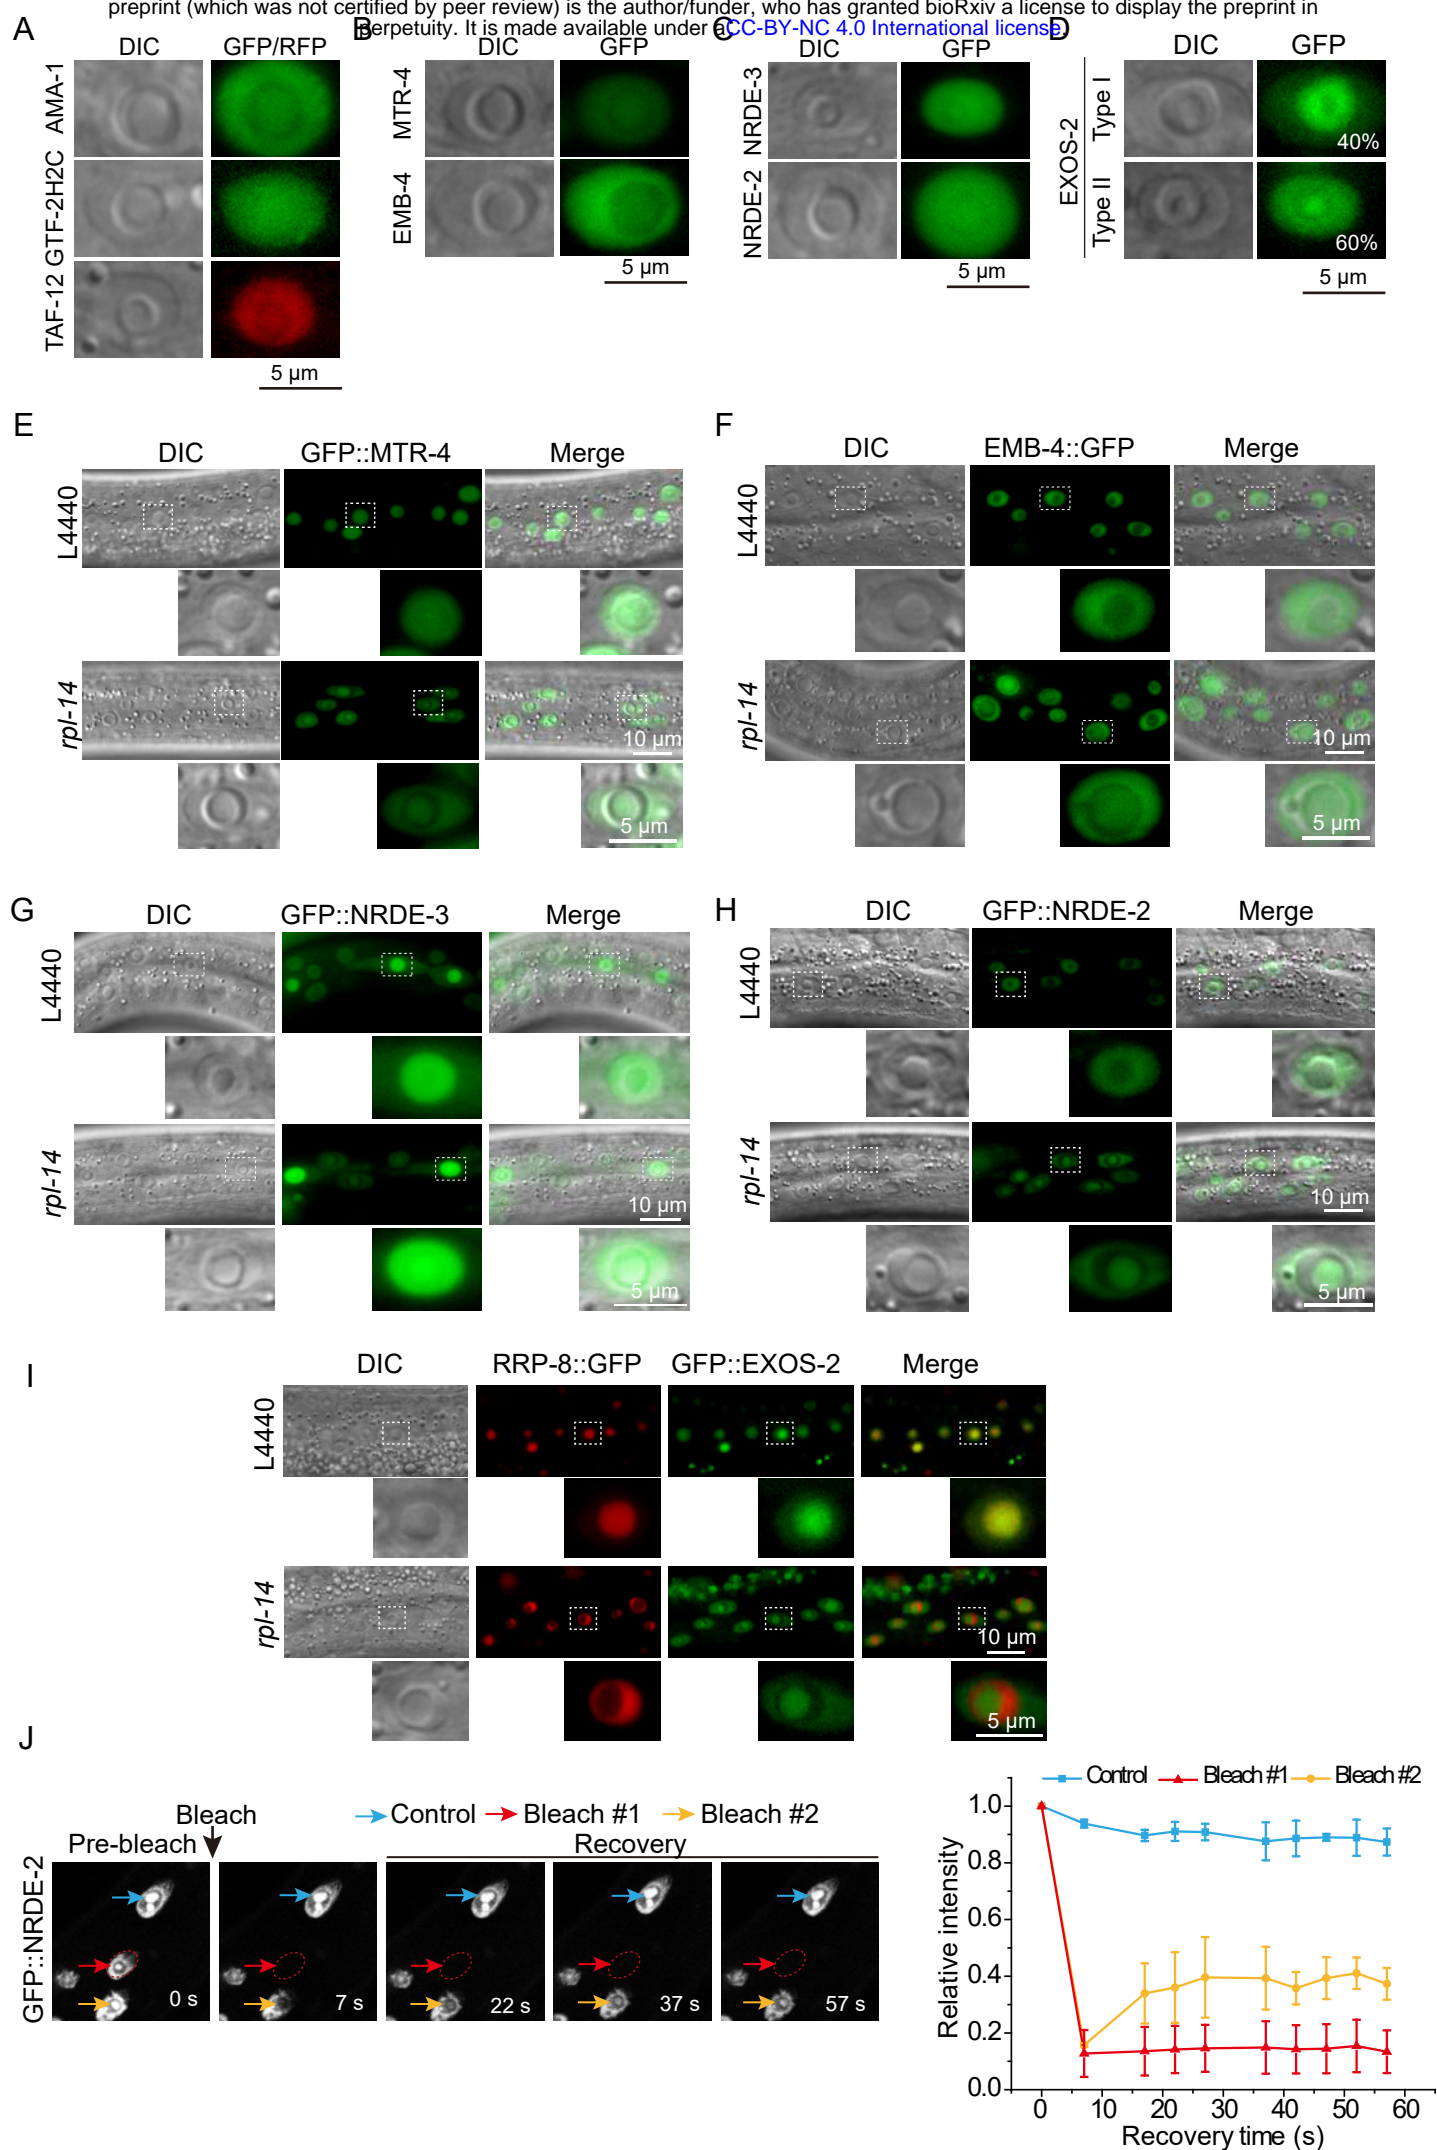 preprint (which was not certified by peer review) is the author/funder, who has granted bioRxiv a license to display the preprint in
perpetuity. It is made available under aCC-BY-NC 4.0 International license.
A
DIC GFP/RFP
AMA-1
GTF-2H2C
TAF-12
5 μm
B
DIC GFP
MTR-4
EMB-4
5 μm
C
DIC GFP
NRDE-3
NRDE-2
5 μm
D
DIC GFP
EXOS-2
Type I
40%
Type II
60%
5 μm
E
DIC GFP::MTR-4 Merge
L4440
rpl-14
10 μm
5 μm
F
DIC EMB-4::GFP Merge
L4440
rpl-14
10 μm
5 μm
G
DIC GFP::NRDE-3 Merge
L4440
rpl-14
10 μm
5 μm
H
DIC GFP::NRDE-2 Merge
L4440
rpl-14
10 μm
5 μm
I
DIC RRP-8::GFP GFP::EXOS-2 Merge
L4440
rpl-14
10 μm
5 μm
J
Control Bleach #1 Bleach #2
Bleach
Pre-bleach
Recovery
GFP::NRDE-2
0 s 7 s 22 s 37 s 57 s
Control Bleach #1 Bleach #2
Relative intensity
1.0
0.8
0.6
0.4
0.2
0.0
0 10 20 30 40 50 60
Recovery time (s)